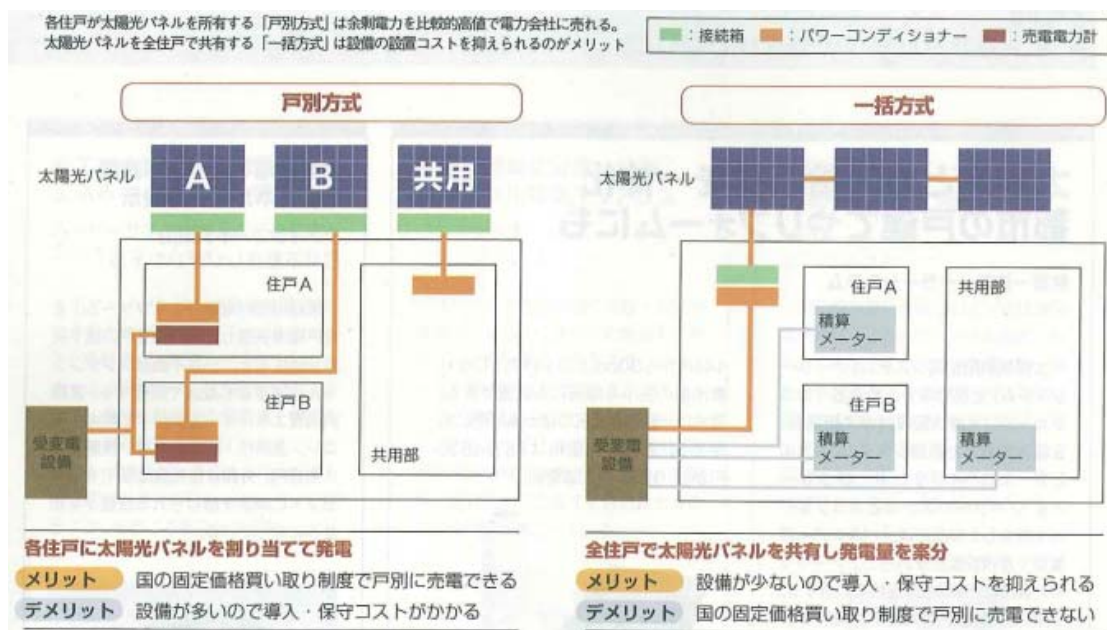 各住戸が太陽光パネルを所有する「戸別方式」は余剰電力を比較的高値で電力会社に売れる。
太陽光パネルを全住戸で共有する「一括方式」は設備の設置コストを抑えられるのがメリット
:接続箱 :パワーコンディショナー :売電電力計
戸別方式
太陽光パネル
A
B
共用
住戸A
住戸B
共用部
受変電
設備
各住戸に太陽光パネルを割り当てて発電
メリット 国の固定価格買い取り制度で戸別に売電できる
デメリット 設備が多いので導入・保守コストがかかる
一括方式
太陽光パネル
住戸A
積算
メーター
共用部
住戸B
積算
メーター
積算
メーター
受変電
設備
全住戸で太陽光パネルを共有し発電量を案分
メリット 設備が少ないので導入・保守コストを抑えられる
デメリット 国の固定価格買い取り制度で戸別に売電できない